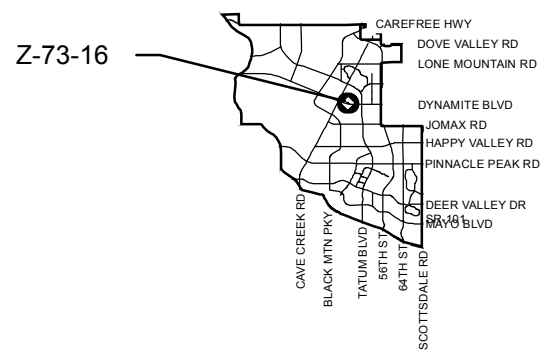 CAREFREE HWY
DOVE VALLEY RD
Z-73-16
LONE MOUNTAIN RD
DYNAMITE BLVD
JOMAX RD
HAPPY VALLEY RD
PINNACLE PEAK RD
DEER VALLEY DR
SR-101
MAYO BLVD
CAVE CREEK RD
BLACK MTN PKY
TATUM BLVD
56TH ST
64TH ST
SCOTTSDALE RD